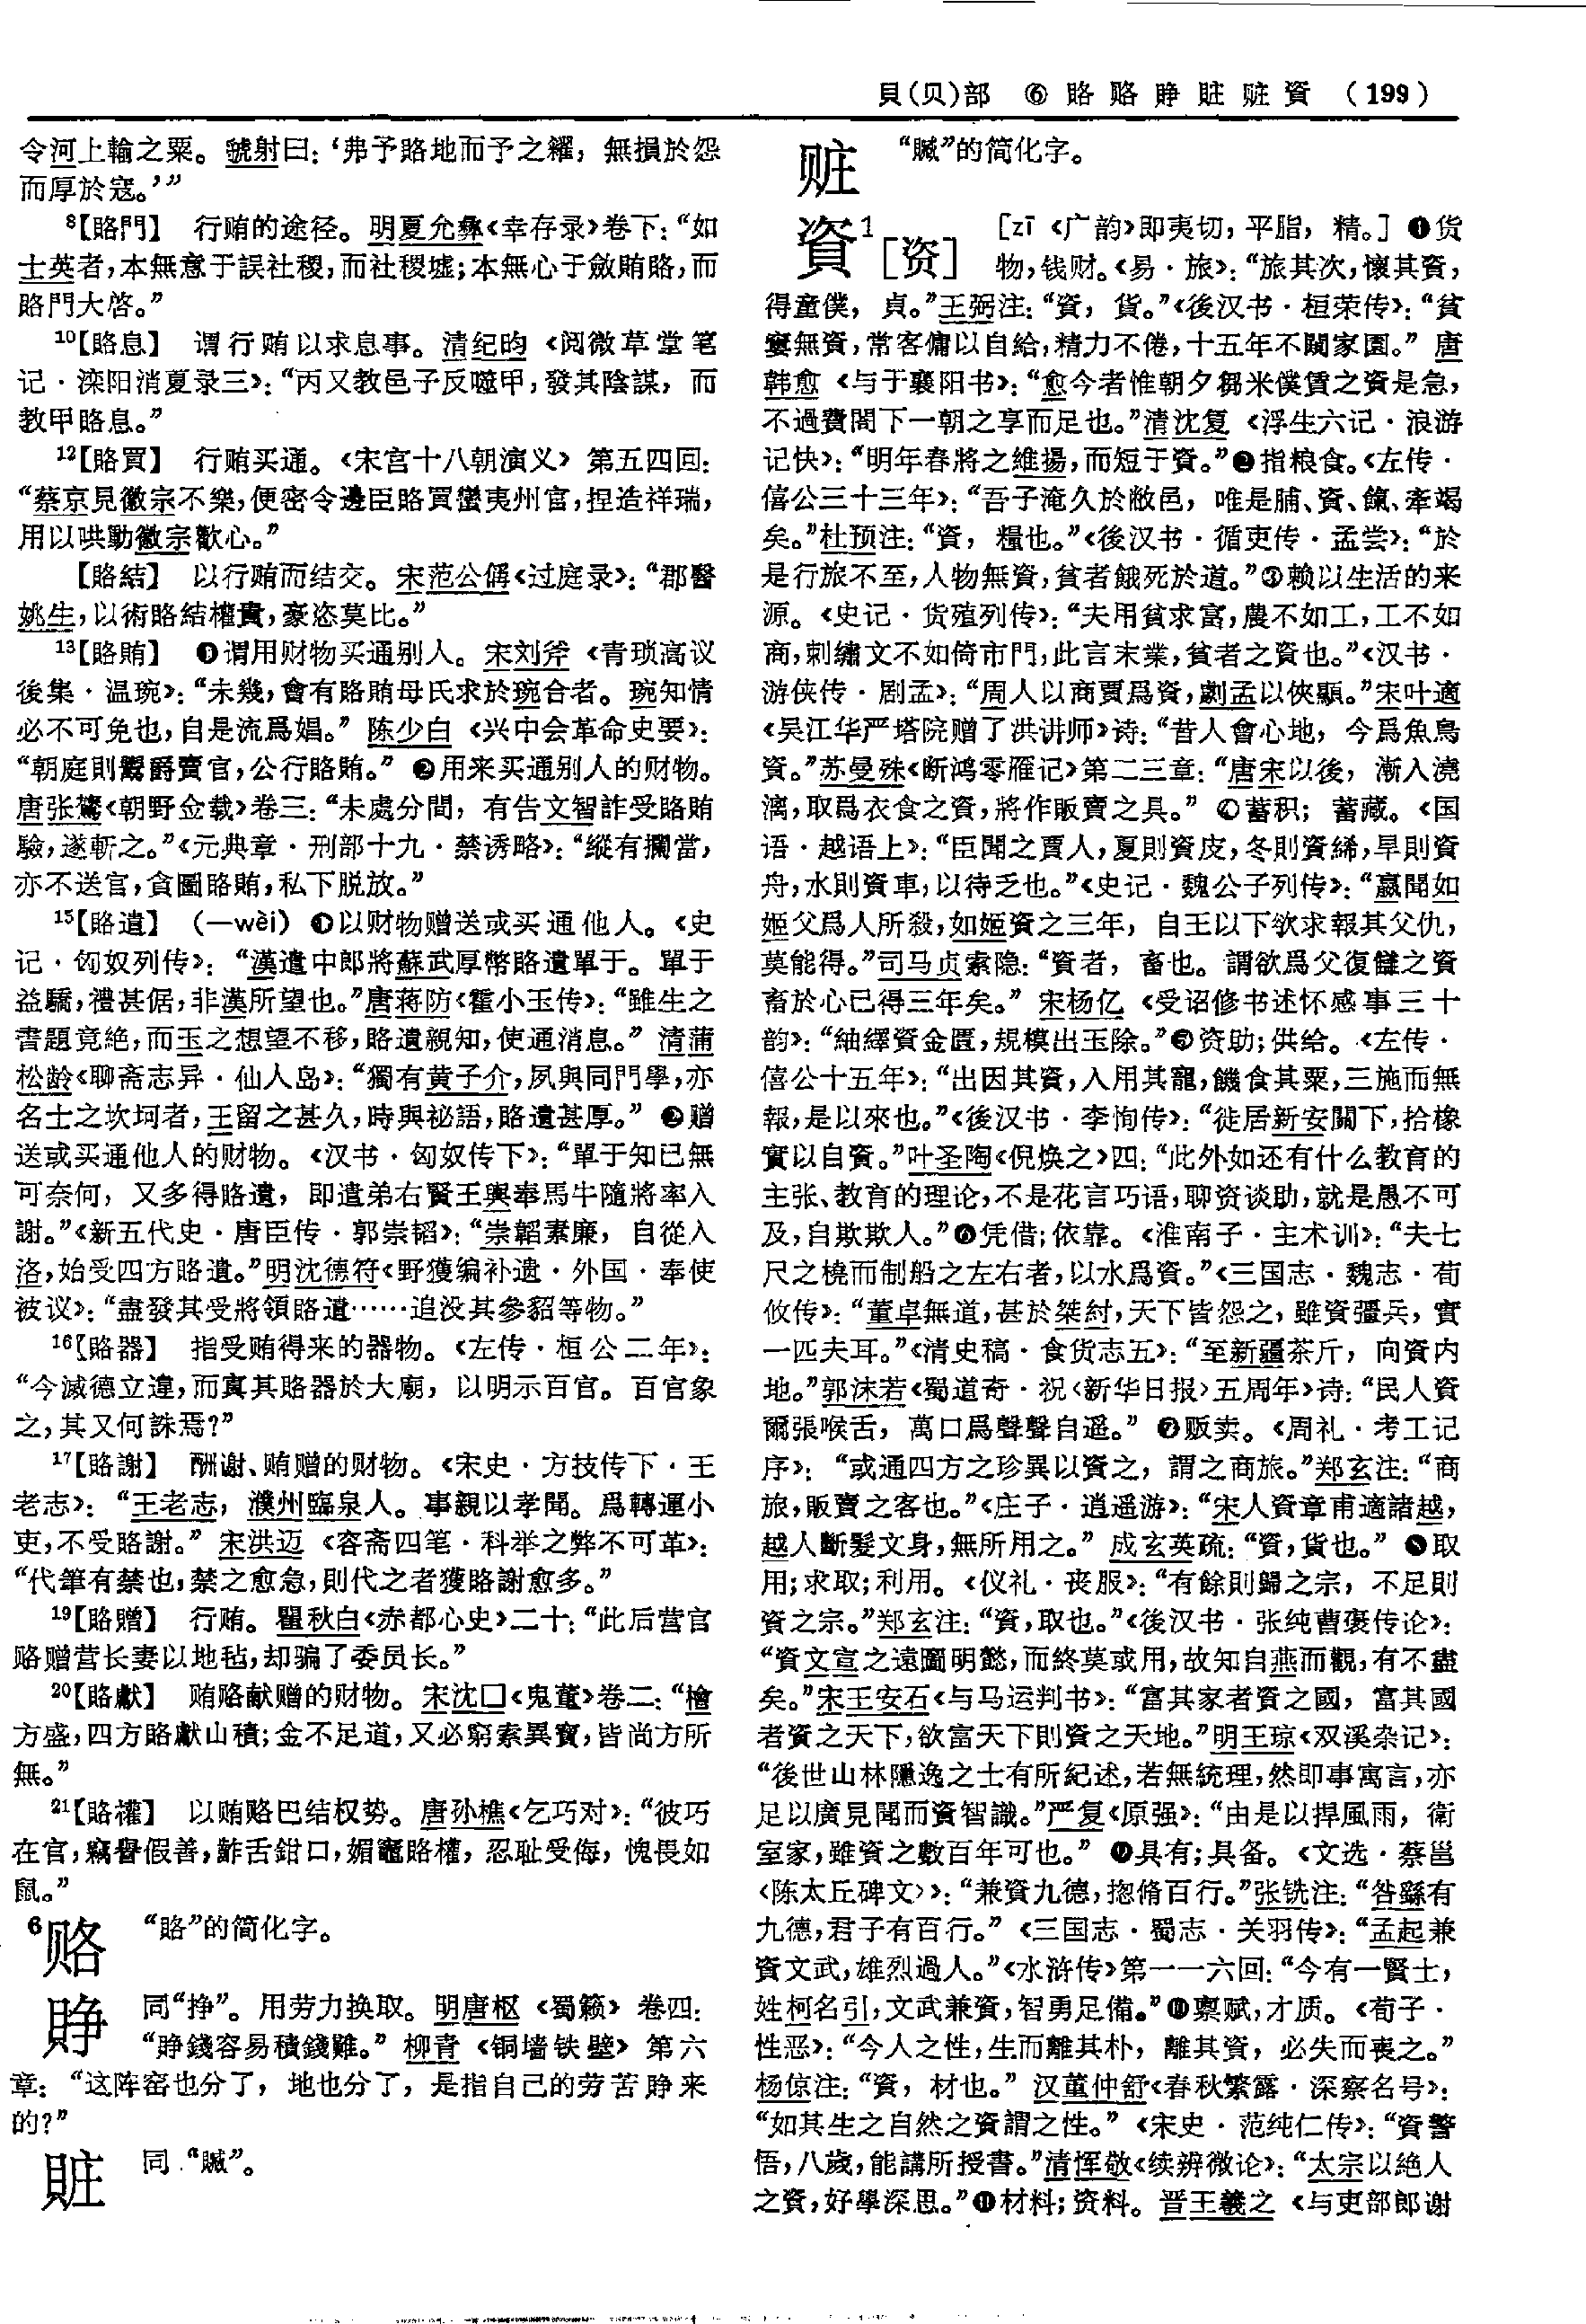 貝(贝)部 ⑥ 賂 赂 睁 賍 赃 資 (199)
令河上輸之粟。虢射曰:‘弗予賂地而予之糴,無損於怨
而厚於寇。’”
⁸【賂門】 行贿的途径。明夏允彝《幸存录》卷下:“如
士英者,本無意于誤社稷,而社稷墟;本無心于斂賄賂,而
賂門大啓。”
¹⁰【賂息】 谓行贿以求息事。清纪昀《阅微草堂笔
记·滦阳消夏录三》:“丙又教邑子反噬甲,發其陰謀,而
教甲賂息。”
¹²【賂買】 行贿买通。《宋宫十八朝演义》第五四回:
“蔡京見徽宗不樂,便密令邊臣賂買蠻夷州官,捏造祥瑞,
用以哄動徽宗歡心。”
【賂結】 以行贿而结交。宋范公偁《过庭录》:“郡醫
姚生,以術賂結權貴,豪恣莫比。”
¹³【賂賄】 ❶谓用财物买通别人。宋刘斧《青琐高议
後集·温琬》:“未幾,會有賂賄母氏求於琬合者。琬知情
必不可免也,自是流爲娼。”陈少白《兴中会革命史要》:
“朝庭則鬻爵賣官,公行賂賄。”❷用来买通别人的财物。
唐张鷟《朝野佥载》卷三:“未處分間,有告文智詐受賂賄
驗,遂斬之。”《元典章·刑部十九·禁诱略》:“縱有攔當,
亦不送官,貪圖賂賄,私下脱放。”
¹⁵【賂遺】 (—wèi) ❶以财物赠送或买通他人。《史
记·匈奴列传》:“漢遣中郎將蘇武厚幣賂遺單于。單于
益驕,禮甚倨,非漢所望也。”唐蒋防《霍小玉传》:“雖生之
書題竟絶,而玉之想望不移,賂遺親知,使通消息。”清蒲
松龄《聊斋志异·仙人岛》:“獨有黄子介,夙與同門學,亦
名士之坎坷者,王留之甚久,時與祕語,賂遺甚厚。”❷赠
送或买通他人的财物。《汉书·匈奴传下》:“單于知已無
可奈何,又多得賂遺,即遣弟右賢王輿奉馬牛隨將率入
謝。”《新五代史·唐臣传·郭崇韬》:“崇韜素廉,自從入
洛,始受四方賂遺。”明沈德符《野獲编补遗·外国·奉使
被议》:“盡發其受將領賂遺……追没其參貂等物。”
¹⁶【賂器】 指受贿得来的器物。《左传·桓公二年》:
“今滅德立違,而寘其賂器於大廟,以明示百官。百官象
之,其又何誅焉?”
¹⁷【賂謝】 酬谢、贿赠的财物。《宋史·方技传下·王
老志》:“王老志,濮州臨泉人。事親以孝聞。爲轉運小
吏,不受賂謝。”宋洪迈《容斋四笔·科举之弊不可革》:
“代筆有禁也,禁之愈急,則代之者獲賂謝愈多。”
¹⁹【賂贈】 行贿。瞿秋白《赤都心史》二十:“此后营官
赂赠营长妻以地毡,却骗了委员长。”
²⁰【賂獻】 贿赂献赠的财物。宋沈□《鬼董》卷二:“檜
方盛,四方賂獻山積;金不足道,又必窮索異寶,皆尚方所
無。”
²¹【賂權】 以贿赂巴结权势。唐孙樵《乞巧对》:“彼巧
在官,竊譽假善,齚舌鉗口,媚竈賂權,忍耻受侮,愧畏如
鼠。”
⁶赂 “賂”的简化字。
睁 同“挣”。用劳力换取。明唐枢《蜀籁》卷四:
“睁錢容易積錢難。”柳青《铜墙铁壁》第六
章:“这阵窑也分了,地也分了,是指自己的劳苦睁来
的?”
賍 同“贓”。
赃 “贓”的简化字。
資¹[资] [zī《广韵》即夷切,平脂,精。] ❶货
物,钱财。《易·旅》:“旅其次,懷其資,
得童僕,貞。”王弼注:“資,貨。”《後汉书·桓荣传》:“貧
窶無資,常客傭以自給,精力不倦,十五年不闚家園。”唐
韩愈《与于襄阳书》:“愈今者惟朝夕芻米僕賃之資是急,
不過費閤下一朝之享而足也。”清沈复《浮生六记·浪游
记快》:“明年春將之維揚,而短于資。”❷指粮食。《左传·
僖公三十三年》:“吾子淹久於敝邑,唯是脯、資、餼、牽竭
矣。”杜预注:“資,糧也。”《後汉书·循吏传·孟尝》:“於
是行旅不至,人物無資,貧者餓死於道。”❸赖以生活的来
源。《史记·货殖列传》:“夫用貧求富,農不如工,工不如
商,刺繡文不如倚市門,此言末業,貧者之資也。”《汉书·
游侠传·剧孟》:“周人以商賈爲資,劇孟以俠顯。”宋叶適
《吴江华严塔院赠了洪讲师》诗:“昔人會心地,今爲魚鳥
資。”苏曼殊《断鸿零雁记》第二三章:“唐宋以後,漸入澆
漓,取爲衣食之資,將作販賣之具。” ❹蓄积;蓄藏。《国
语·越语上》:“臣聞之賈人,夏則資皮,冬則資絺,旱則資
舟,水則資車,以待乏也。”《史记·魏公子列传》:“嬴聞如
姬父爲人所殺,如姬資之三年,自王以下欲求報其父仇,
莫能得。”司马贞索隐:“資者,畜也。謂欲爲父復讎之資
畜於心已得三年矣。”宋杨亿《受诏修书述怀感事三十
韵》:“紬繹資金匱,規模出玉除。”❺资助;供给。《左传·
僖公十五年》:“出因其資,入用其寵,饑食其粟,三施而無
報,是以來也。”《後汉书·李恂传》:“徙居新安關下,拾橡
實以自資。”叶圣陶《倪焕之》四:“此外如还有什么教育的
主张、教育的理论,不是花言巧语,聊资谈助,就是愚不可
及,自欺欺人。”❻凭借;依靠。《淮南子·主术训》:“夫七
尺之橈而制船之左右者,以水爲資。”《三国志·魏志·荀
攸传》:“董卓無道,甚於桀紂,天下皆怨之,雖資彊兵,實
一匹夫耳。”《清史稿·食货志五》:“至新疆茶斤,向資内
地。”郭沫若《蜀道奇·祝〈新华日报〉五周年》诗:“民人資
爾張喉舌,萬口爲聲聲自遥。” ❼贩卖。《周礼·考工记
序》:“或通四方之珍異以資之,謂之商旅。”郑玄注:“商
旅,販賣之客也。”《庄子·逍遥游》:“宋人資章甫適諸越,
越人斷髮文身,無所用之。”成玄英疏:“資,貨也。” ❽取
用;求取;利用。《仪礼·丧服》:“有餘則歸之宗,不足則
資之宗。”郑玄注:“資,取也。”《後汉书·张纯曹褒传论》:
“資文宣之遠圖明懿,而終莫或用,故知自燕而觀,有不盡
矣。”宋王安石《与马运判书》:“富其家者資之國,富其國
者資之天下,欲富天下則資之天地。”明王琼《双溪杂记》:
“後世山林隱逸之士有所紀述,若無統理,然即事寓言,亦
足以廣見聞而資智識。”严复《原强》:“由是以捍風雨,衛
室家,雖資之數百年可也。” ❾具有;具备。《文选·蔡邕
〈陈太丘碑文〉》:“兼資九德,揔脩百行。”张铣注:“咎繇有
九德,君子有百行。”《三国志·蜀志·关羽传》:“孟起兼
資文武,雄烈過人。”《水浒传》第一一六回:“今有一賢士,
姓柯名引,文武兼資,智勇足備。”❿禀赋,才质。《荀子·
性恶》:“今人之性,生而離其朴,離其資,必失而喪之。”
杨倞注:“資,材也。”汉董仲舒《春秋繁露·深察名号》:
“如其生之自然之資謂之性。”《宋史·范纯仁传》:“資警
悟,八歲,能講所授書。”清恽敬《续辨微论》:“太宗以絶人
之資,好學深思。”⓫材料;资料。晋王羲之《与吏部郎谢